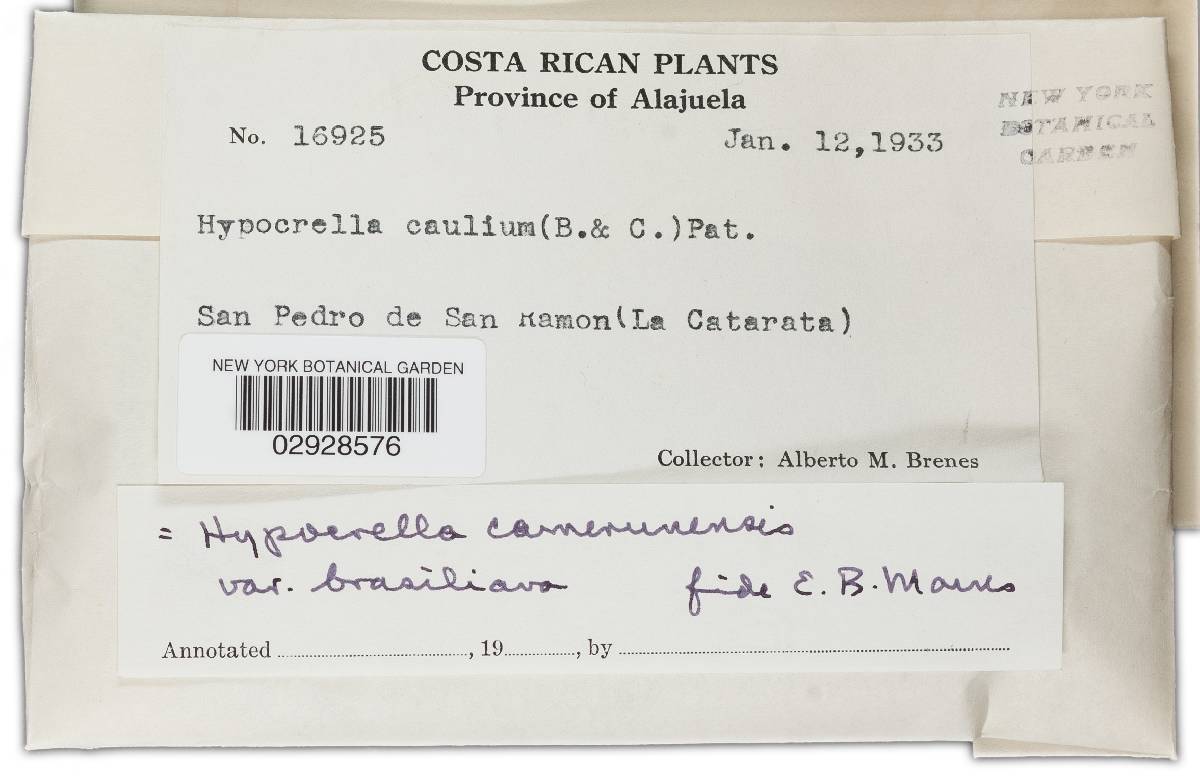 COSTA RICAN PLANTS
Province of Alajuela
No. 16925 Jan. 12,1933
NEW YORK
BOTANICAL
GARDEN
Hypocrella caulium(B.& C.)Pat.
San Pedro de San Ramon(La Catarata)
NEW YORK BOTANICAL GARDEN
02928576
Collector: Alberto M. Brenes
= Hypocrella camerunensis
var. brasiliana fide E. B. Mains
Annotated , 19 , by